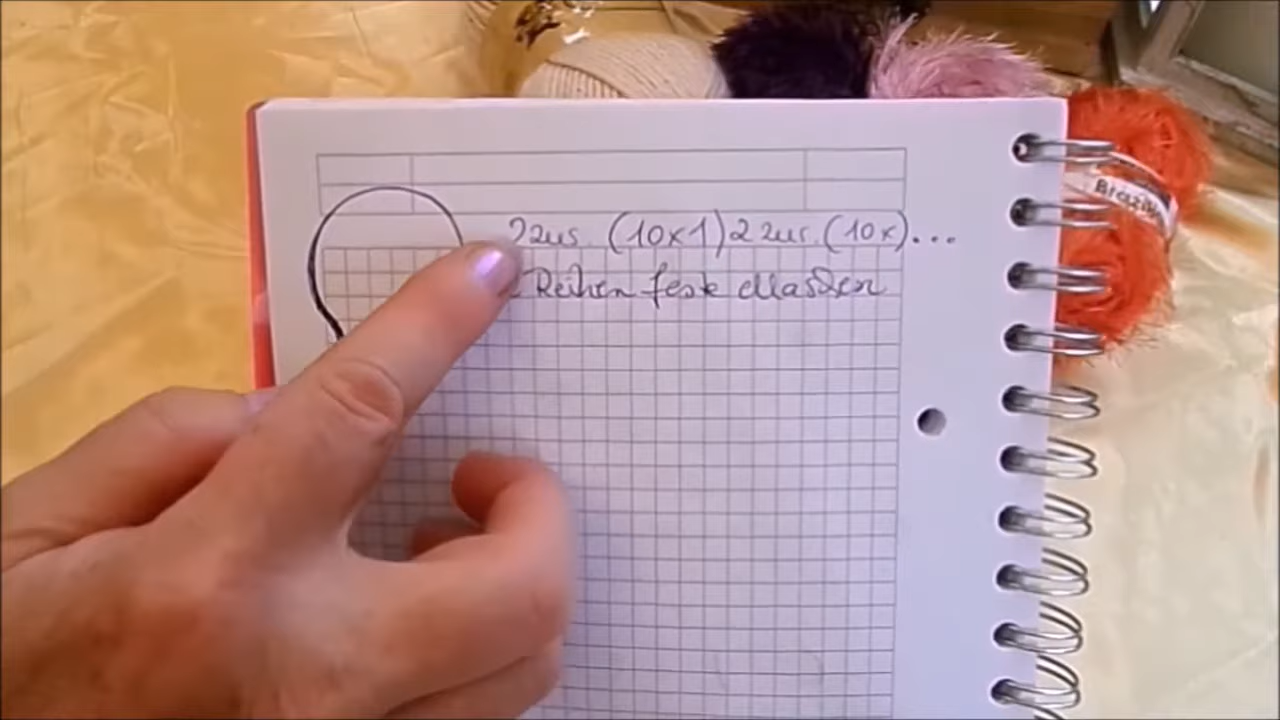 2 zus. (10x1) 2 zus. (10x)...
Reihen feste Maschen